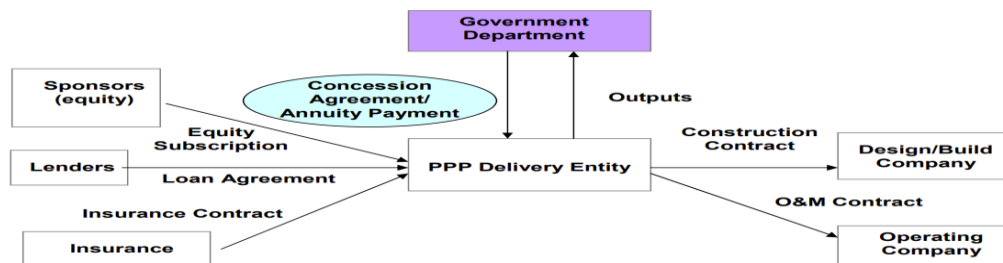 Government
Department
Sponsors
(equity)
Concession
Agreement/
Annuity Payment
Outputs
Equity
Subscription
Construction
Contract
Lenders
Loan Agreement
PPP Delivery Entity
Design/Build
Company
Insurance Contract
O&M Contract
Insurance
Operating
Company